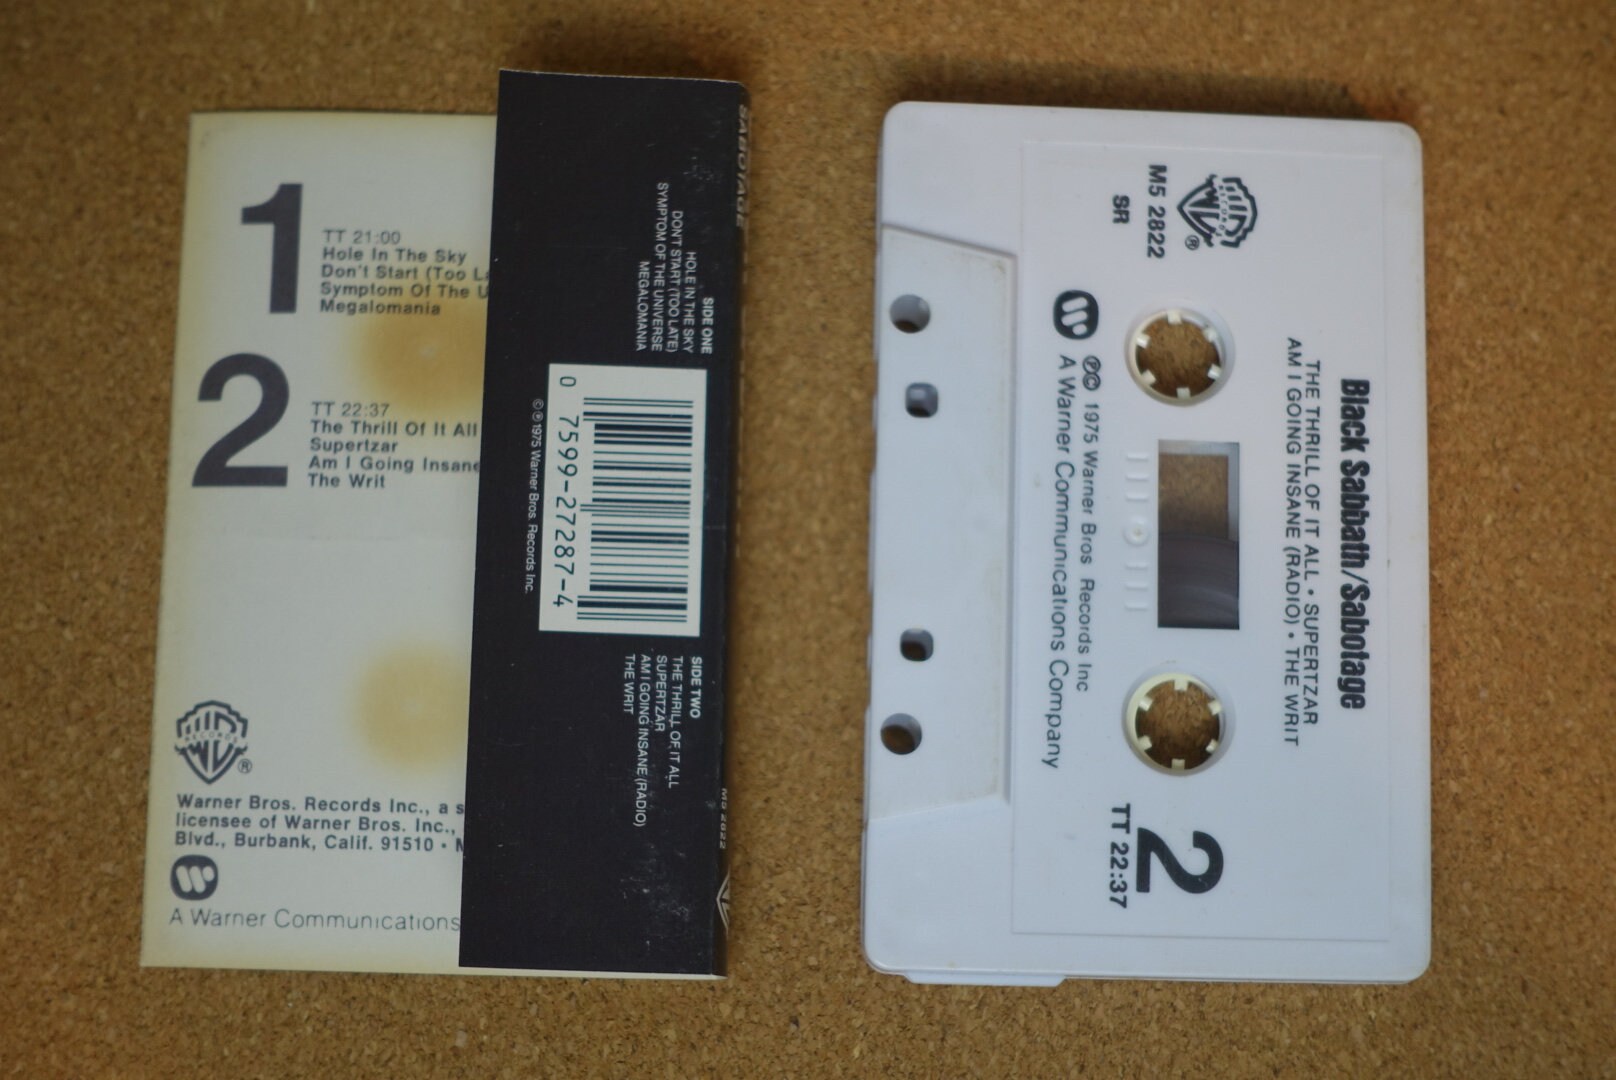 1
TT 21:00
Hole In The Sky
Don't Start (Too La
Symptom Of The U
Megalomania
2
TT 22:37
The Thrill Of It All
Supertzar
Am I Going Insane
The Writ
RECORDS
®
Warner Bros. Records Inc., a s
licensee of Warner Bros. Inc.,
Blvd., Burbank, Calif. 91510 • M
A Warner Communications
SABOTAGE
M5 2822
SIDE ONE
HOLE IN THE SKY
DON'T START (TOO LATE)
SYMPTOM OF THE UNIVERSE
MEGALOMANIA
0 7599-27287-4
© ℗ 1975 Warner Bros. Records Inc.
SIDE TWO
THE THRILL OF IT ALL
SUPERTZAR
AM I GOING INSANE (RADIO)
THE WRIT
Black Sabbath/Sabotage
THE THRILL OF IT ALL • SUPERTZAR
AM I GOING INSANE (RADIO) • THE WRIT
RECORDS
®
M5 2822
SR
2
TT 22:37
℗© 1975 Warner Bros Records Inc
A Warner Communications Company